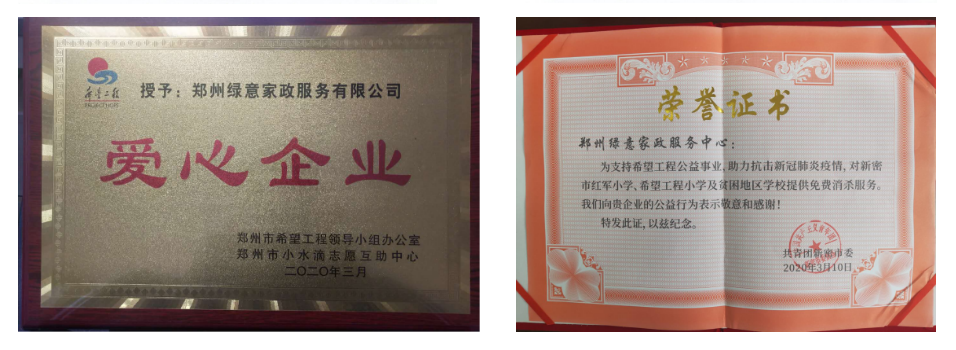 希望工程
授予：郑州绿意家政服务有限公司
爱心企业
郑州市希望工程领导小组办公室
郑州市小水滴志愿互助中心
二〇二〇年三月
荣誉证书
郑州绿意家政服务中心：
为支持希望工程公益事业，助力抗击新冠肺炎疫情，对新密
市红军小学、希望工程小学及贫困地区学校提供免费消杀服务。
我们向贵企业的公益行为表示敬意和感谢！
特发此证，以兹纪念。
共青团新密市委
2020年3月10日